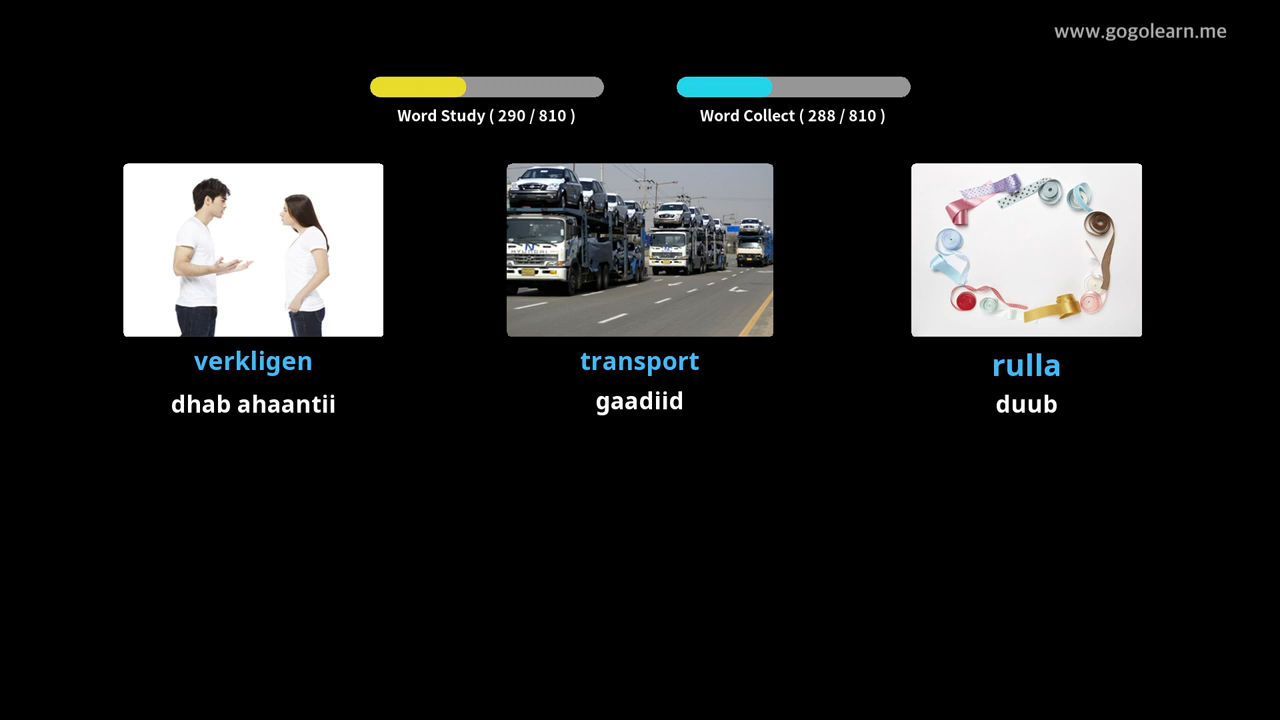 www.gogolearn.me
Word Study ( 290 / 810 )
Word Collect ( 288 / 810 )
verkligen
dhab ahaantii
transport
gaadiid
rulla
duub